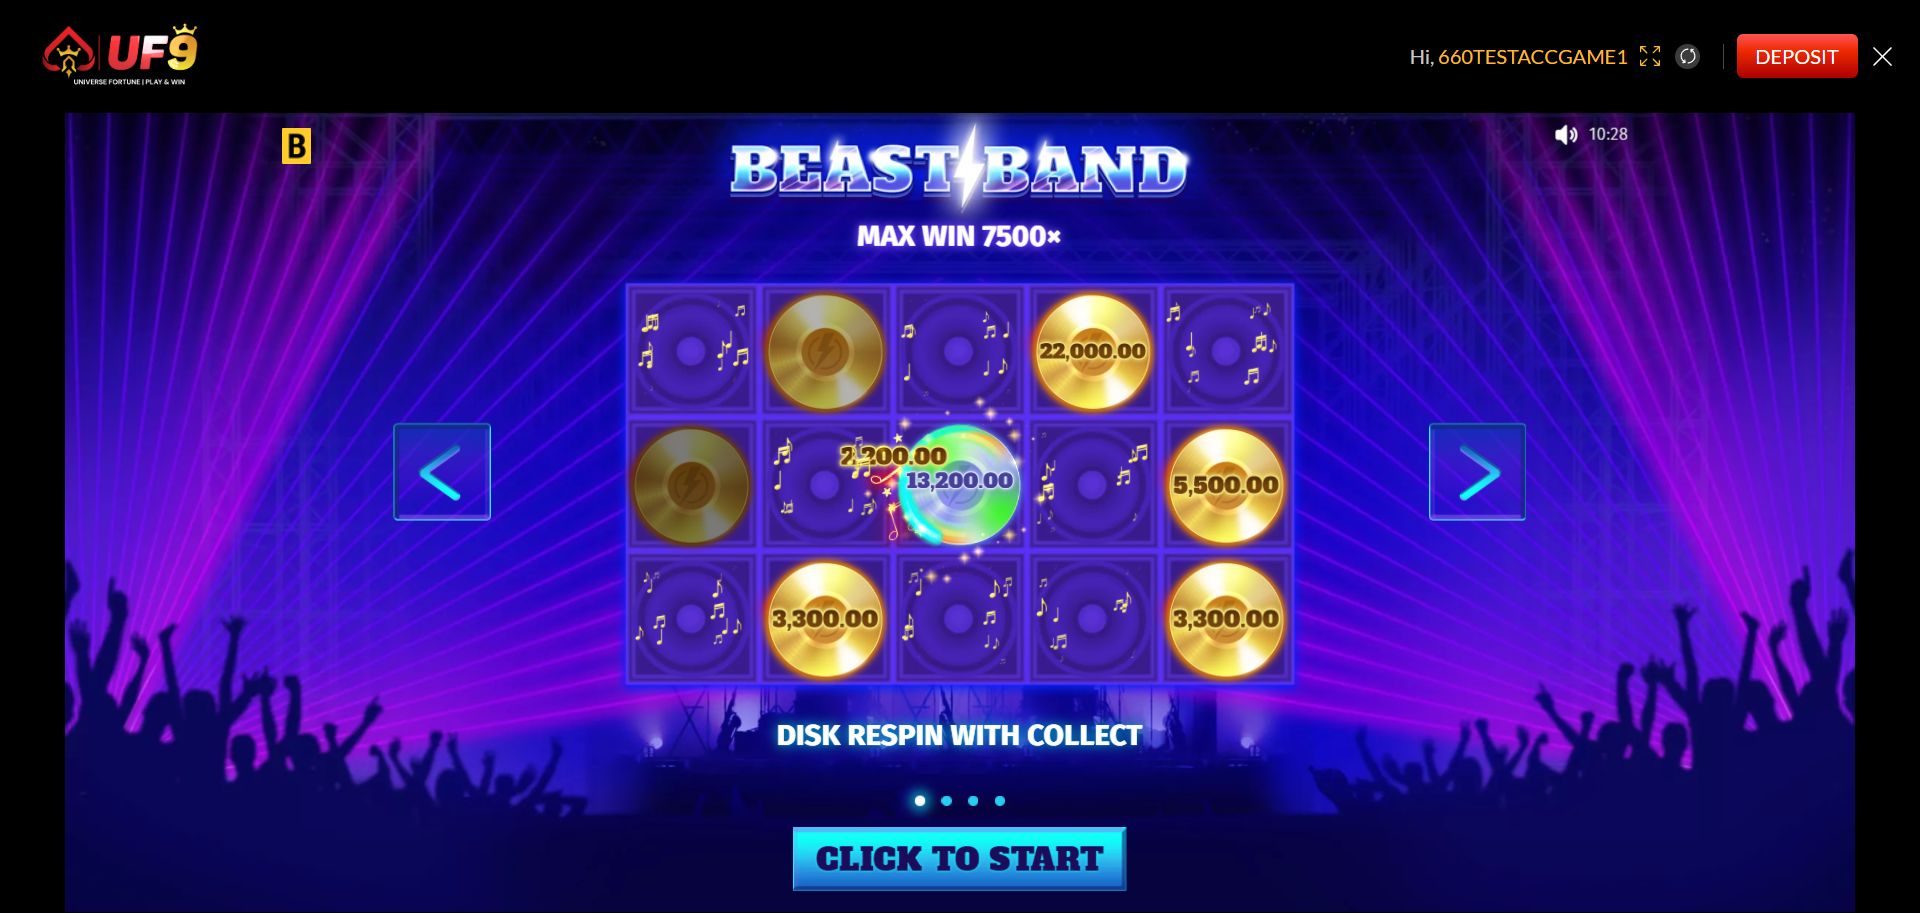 UF9
UNIVERSE FORTUNE | PLAY & WIN
Hi, 660TESTACCGAME1
DEPOSIT
B
10:28
BEAST BAND
MAX WIN 7500×
22,000.00
2,200.00
13,200.00
5,500.00
3,300.00
3,300.00
DISK RESPIN WITH COLLECT
CLICK TO START